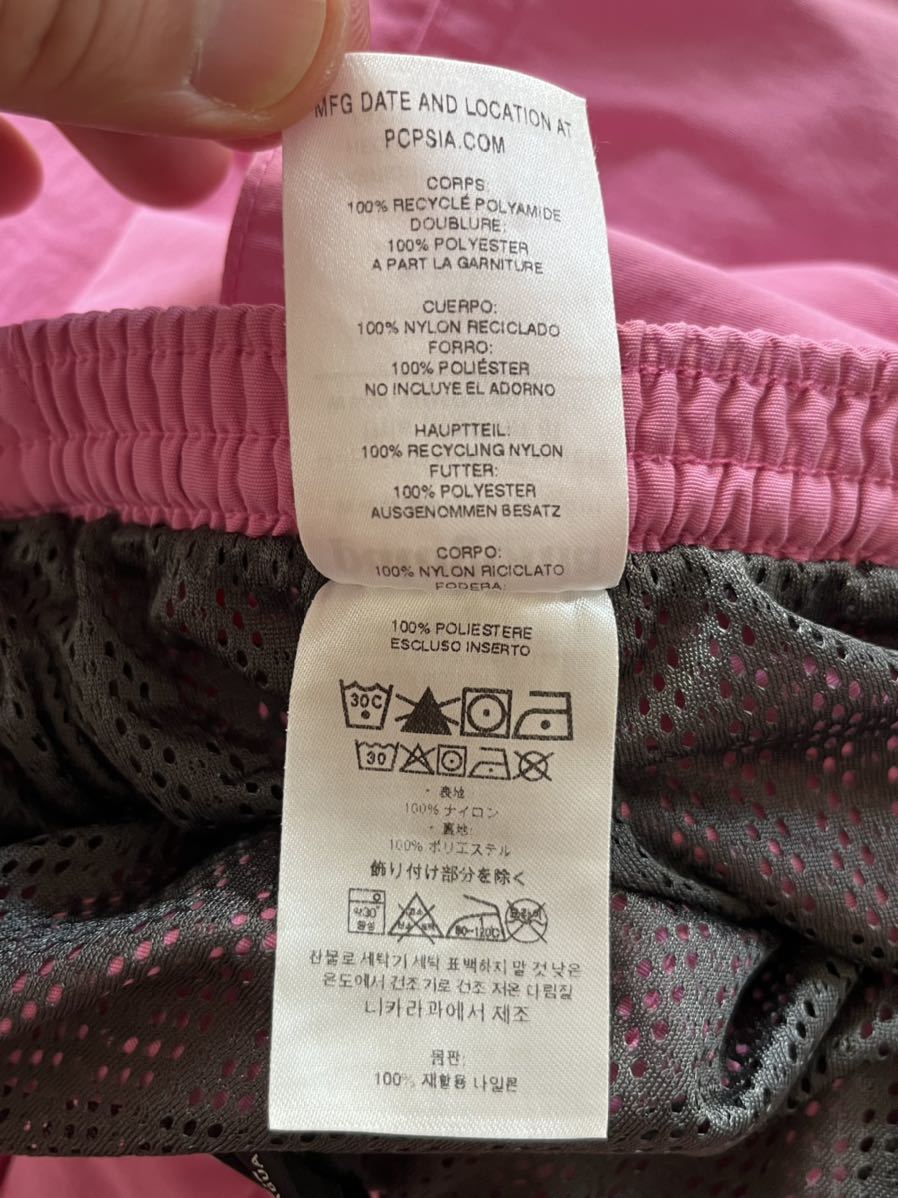 MFG DATE AND LOCATION AT
PCPSIA.COM
CORPS:
100% RECYCLÉ POLYAMIDE
DOUBLURE:
100% POLYESTER
A PART LA GARNITURE
CUERPO:
100% NYLON RECICLADO
FORRO:
100% POLIÉSTER
NO INCLUYE EL ADORNO
HAUPTTEIL:
100% RECYCLING NYLON
FUTTER:
100% POLYESTER
AUSGENOMMEN BESATZ
CORPO:
100% NYLON RICICLATO
FODERA:
100% POLIESTERE
ESCLUSO INSERTO
30C
30
・表地
100% ナイロン
・裏地:
100% ポリエステル
飾り付け部分を除く
80~120°C
찬물로 세탁기 세탁 표백하지 말 것 낮은
온도에서 건조기로 건조 저온 다림질
니카라과에서 제조
몸판:
100% 재활용 나일론